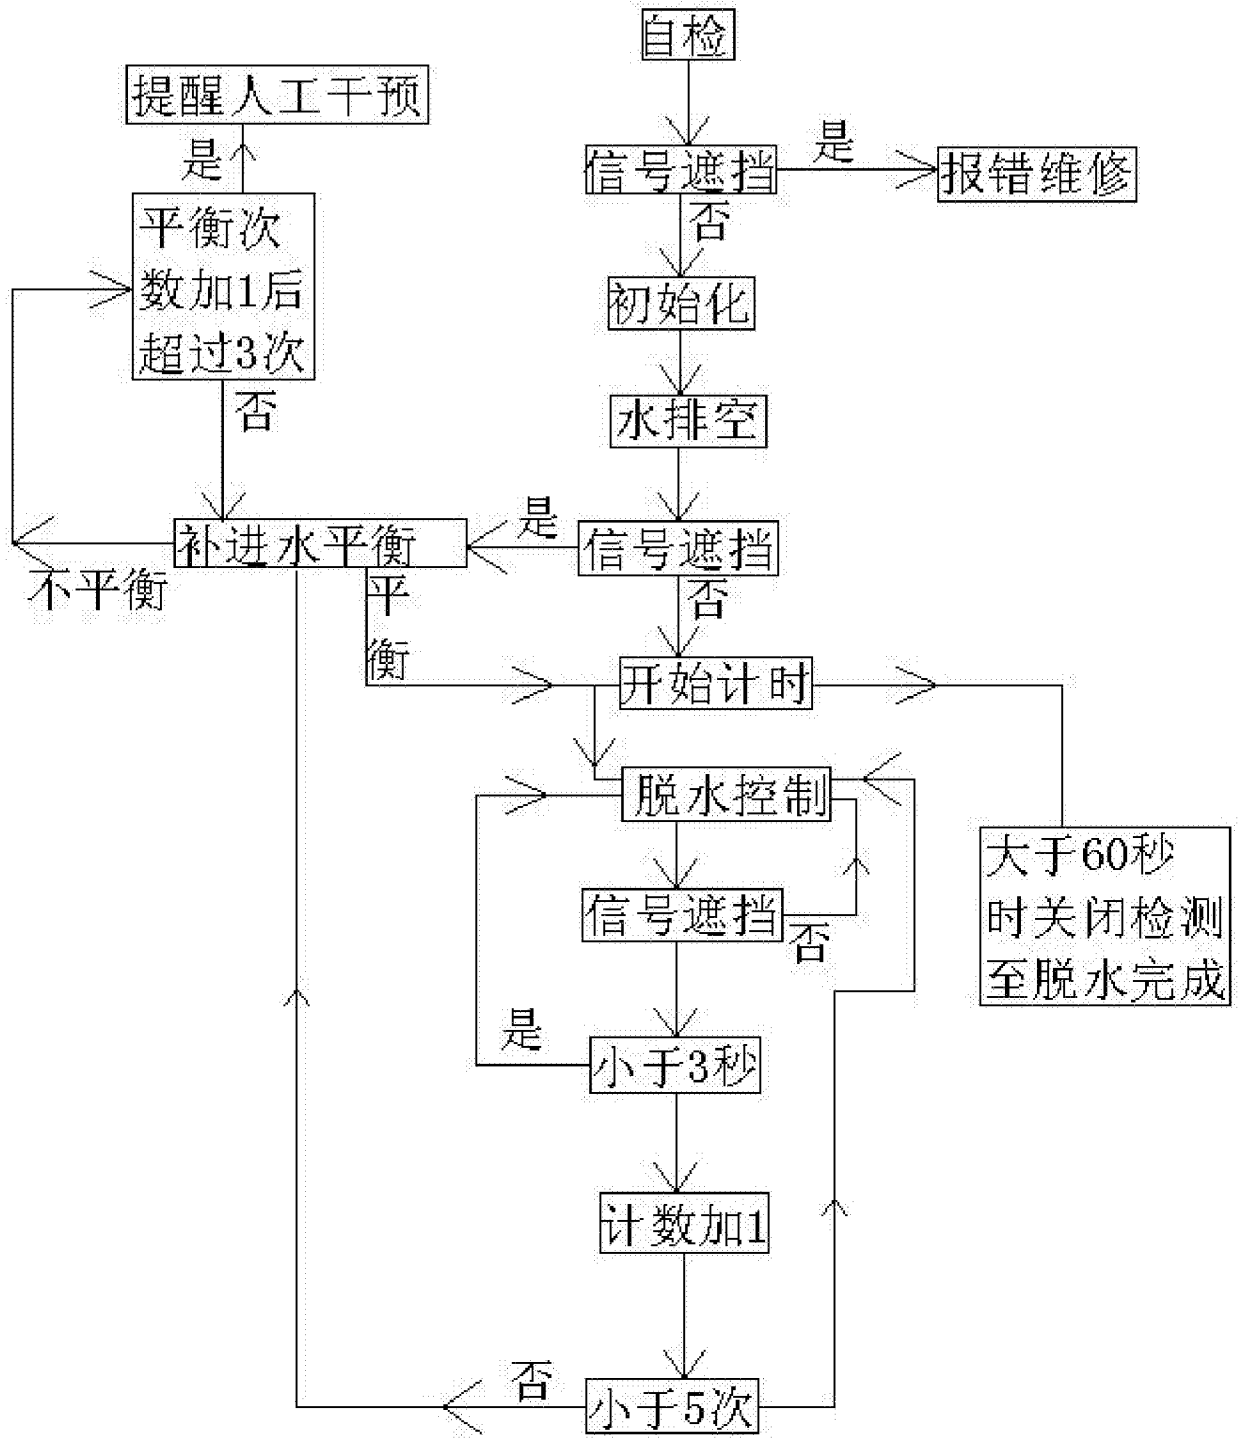 自检
提醒人工干预
是
信号遮挡
是
报错维修
否
平衡次
数加1后
超过3次
初始化
否
水排空
补进水平衡
是
信号遮挡
不平衡
平
衡
否
开始计时
脱水控制
大于60秒
时关闭检测
至脱水完成
信号遮挡
否
是
小于3秒
计数加1
否
小于5次